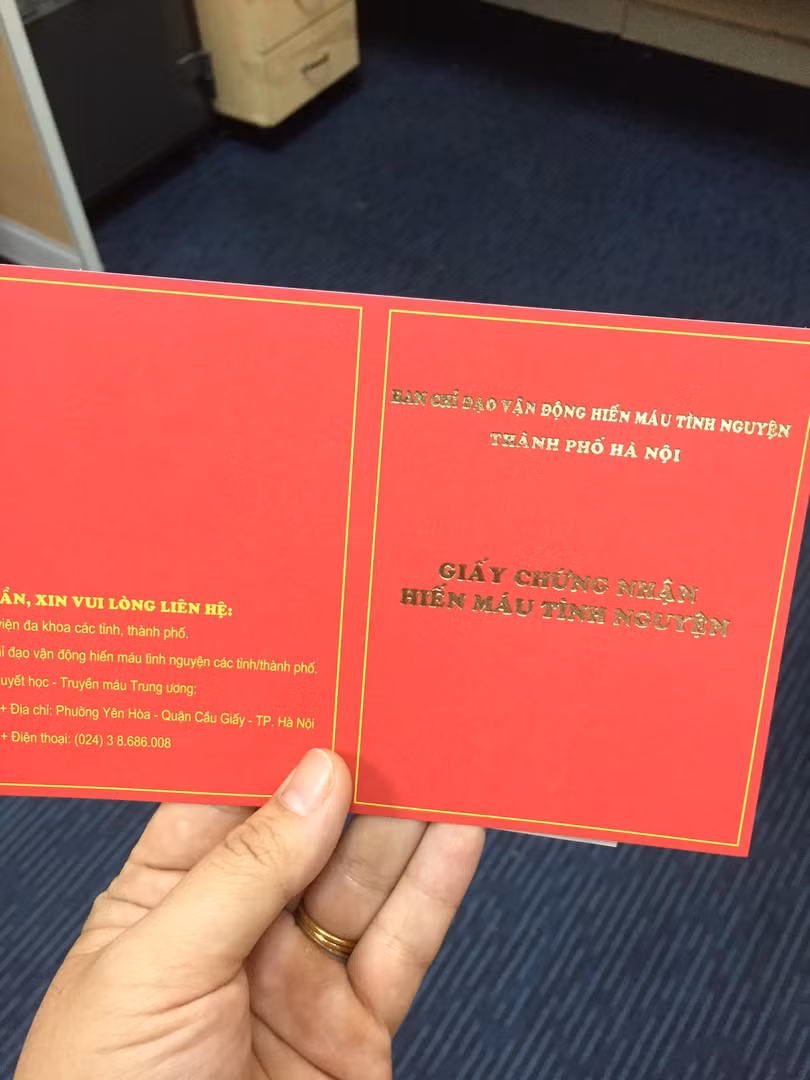 BAN CHỈ ĐẠO VẬN ĐỘNG HIẾN MÁU TÌNH NGUYỆN
THÀNH PHỐ HÀ NỘI
GIẤY CHỨNG NHẬN
HIẾN MÁU TÌNH NGUYỆN
ẦN, XIN VUI LÒNG LIÊN HỆ:
viện đa khoa các tỉnh, thành phố.
ỉ đạo vận động hiến máu tình nguyện các tỉnh/thành phố.
uyết học - Truyền máu Trung ương:
+ Địa chỉ: Phường Yên Hòa - Quận Cầu Giấy - TP. Hà Nội
+ Điện thoại: (024) 3 8.686.008